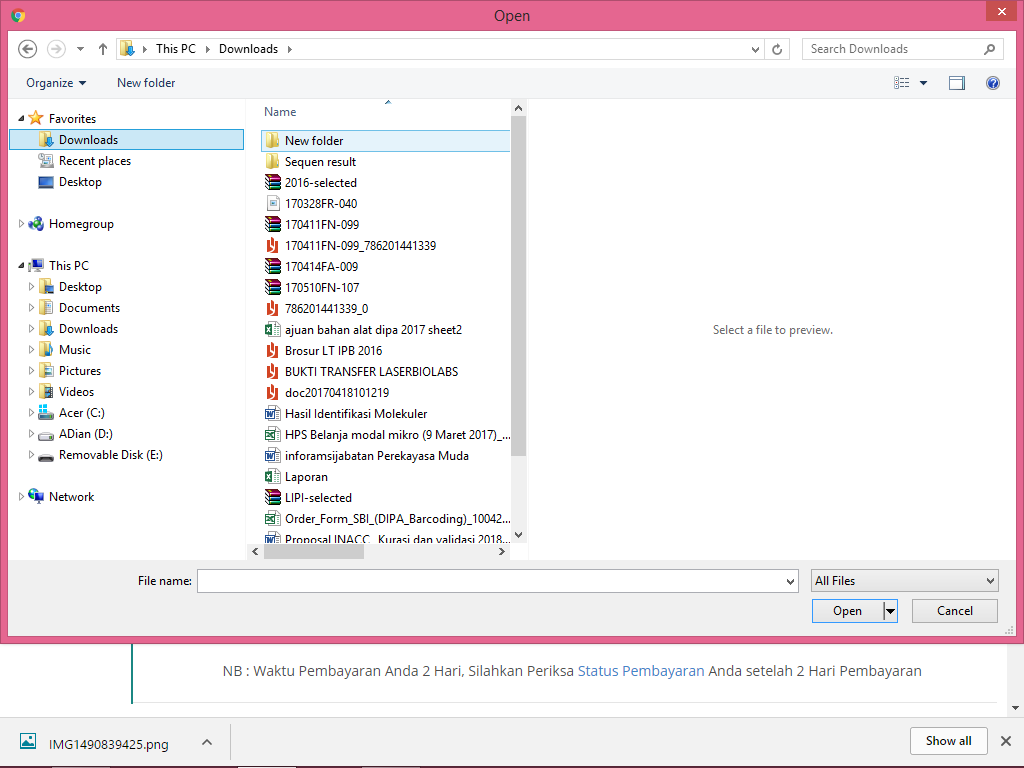 Open
This PC
Downloads
Search Downloads
Organize
New folder
Favorites
Downloads
Recent places
Desktop
Homegroup
This PC
Desktop
Documents
Downloads
Music
Pictures
Videos
Acer (C:)
ADian (D:)
Removable Disk (E:)
Network
Name
New folder
Sequen result
2016-selected
170328FR-040
170411FN-099
170411FN-099_786201441339
170414FA-009
170510FN-107
786201441339_0
ajuan bahan alat dipa 2017 sheet2
Brosur LT IPB 2016
BUKTI TRANSFER LASERBIOLABS
doc20170418101219
Hasil Identifikasi Molekuler
HPS Belanja modal mikro (9 Maret 2017)_...
inforamsijabatan Perekayasa Muda
Laporan
LIPI-selected
Order_Form_SBI_(DIPA_Barcoding)_10042...
Proposal INACC_ Kurasi dan validasi 2018...
Select a file to preview.
File name:
All Files
Open
Cancel
NB : Waktu Pembayaran Anda 2 Hari, Silahkan Periksa Status Pembayaran Anda setelah 2 Hari Pembayaran
IMG1490839425.png
Show all